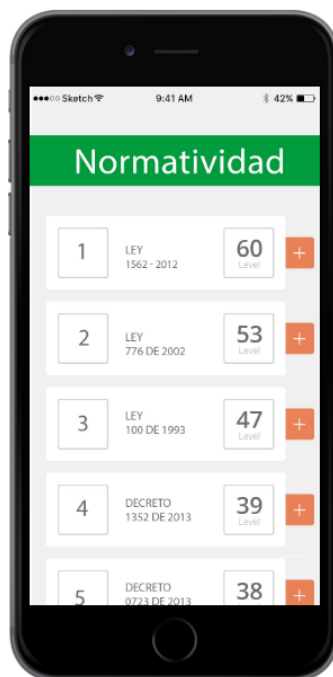 Sketch 9:41 AM 42%
Normatividad
1 LEY 60 +
1562 - 2012 Level
2 LEY 53 +
776 DE 2002 Level
3 LEY 47 +
100 DE 1993 Level
4 DECRETO 39 +
1352 DE 2013 Level
5 DECRETO 38 +
0723 DE 2013